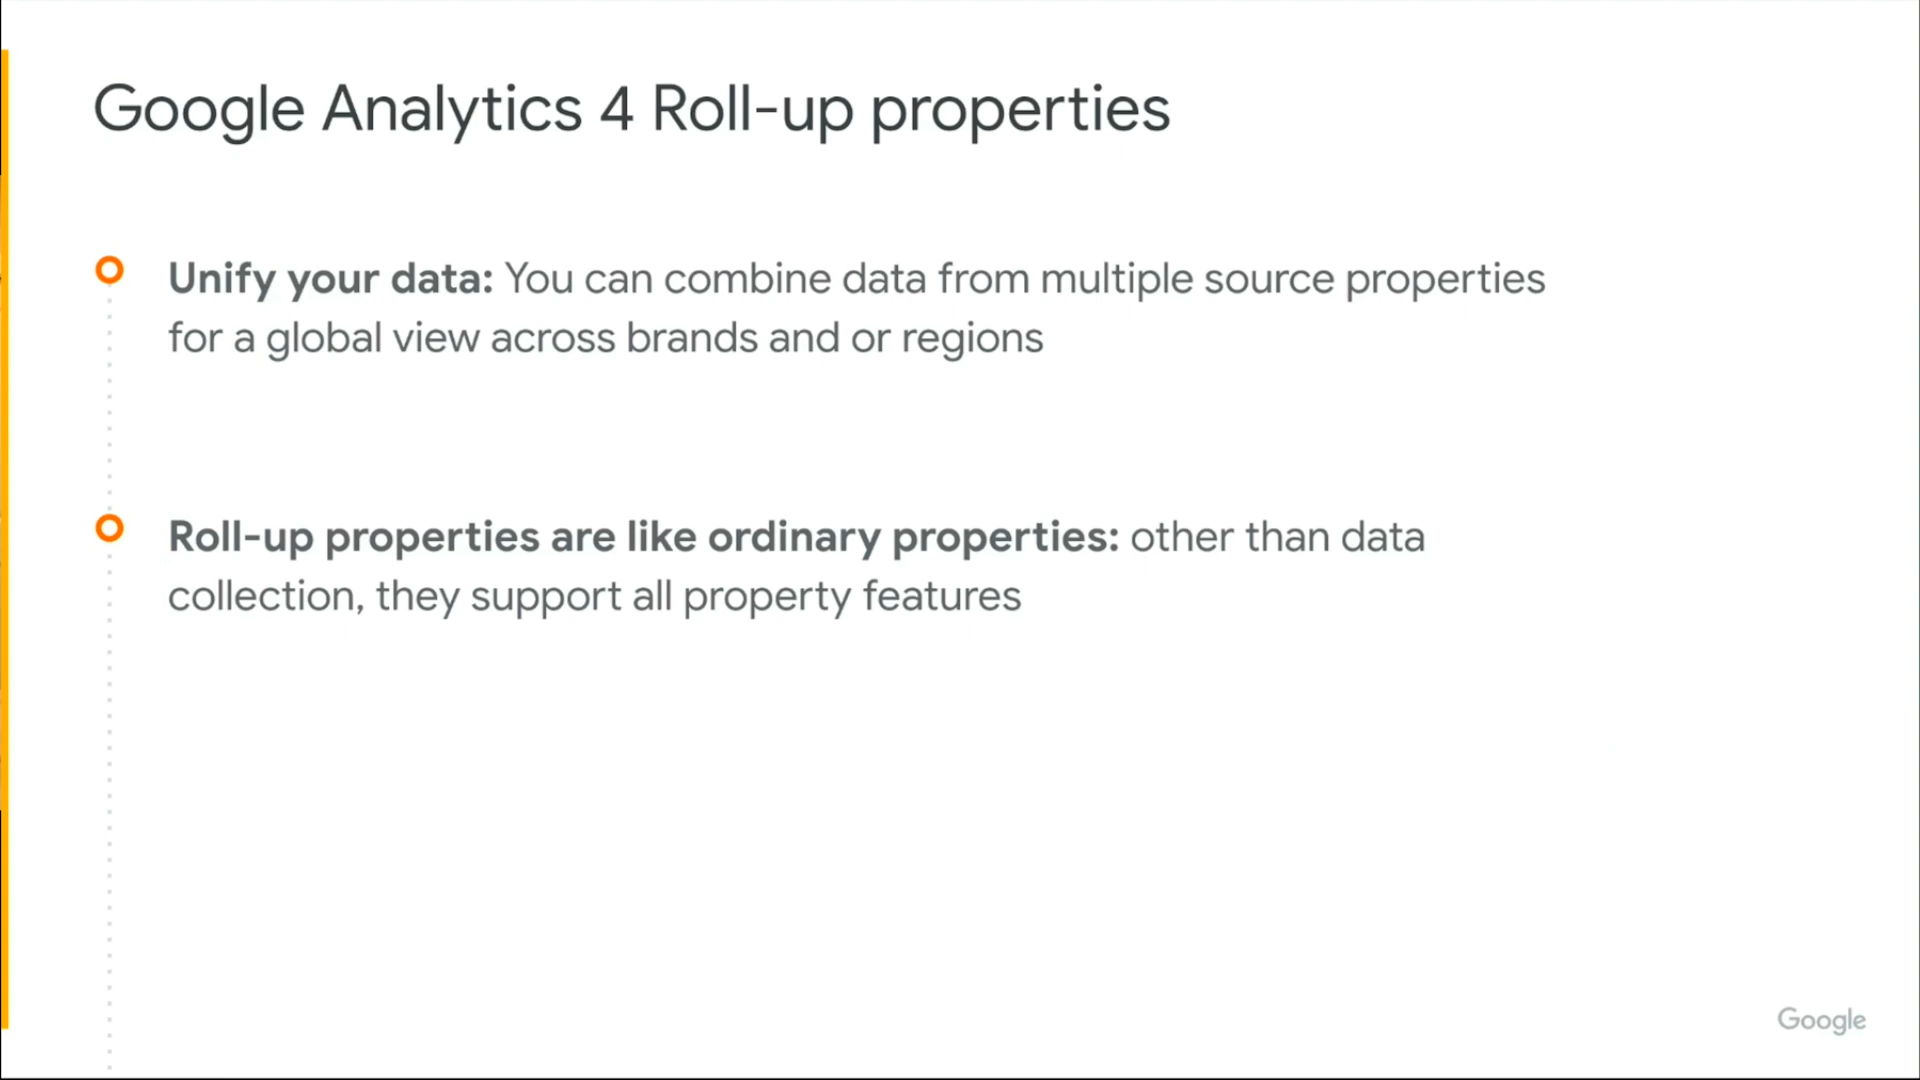 Google Analytics 4 Roll-up properties
Unify your data: You can combine data from multiple source properties
for a global view across brands and or regions
Roll-up properties are like ordinary properties: other than data
collection, they support all property features
Google